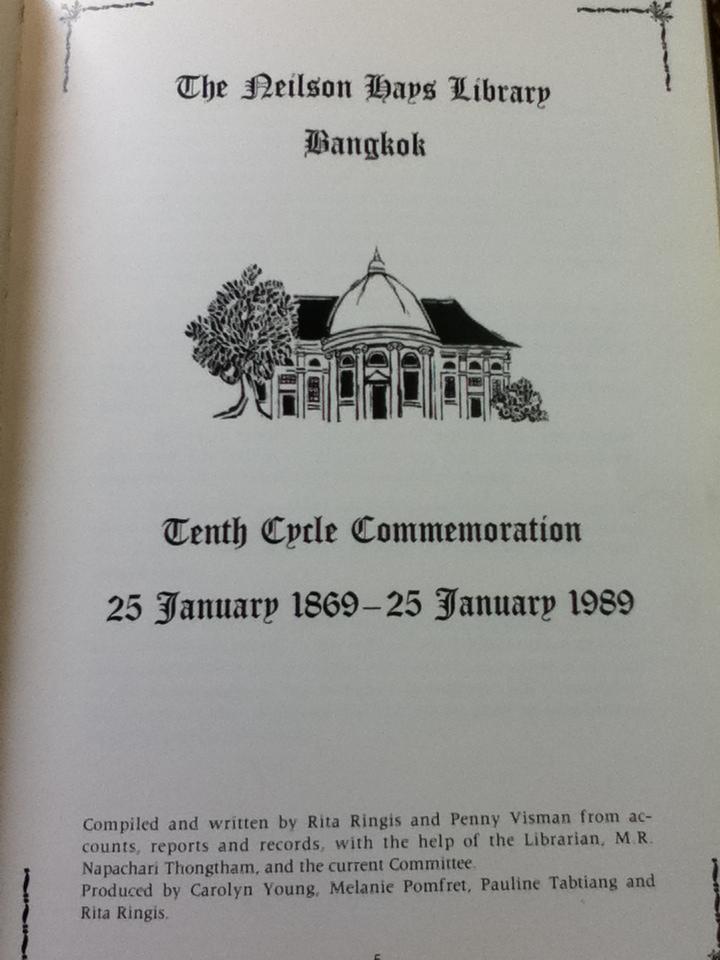 The Neilson Hays Library
Bangkok
Tenth Cycle Commemoration
25 January 1869–25 January 1989
Compiled and written by Rita Ringis and Penny Visman from ac-
counts, reports and records, with the help of the Librarian, M.R.
Napachari Thongtham, and the current Committee.
Produced by Carolyn Young, Melanie Pomfret, Pauline Tabtiang and
Rita Ringis.